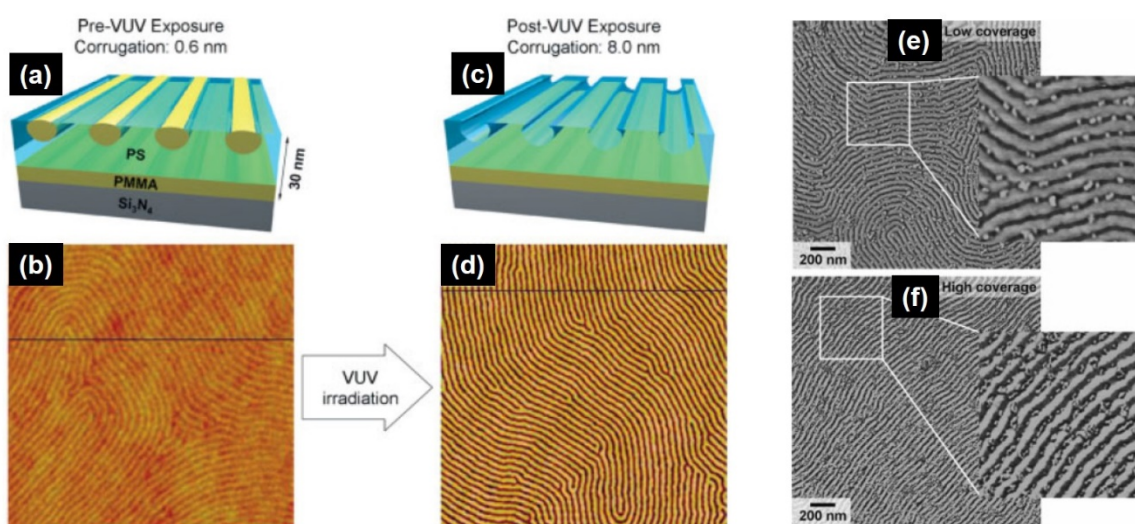 Pre-VUV Exposure
Corrugation: 0.6 nm
(a)
PS
PMMA
Si₃N₄
30 nm
(b)
VUV
irradiation
Post-VUV Exposure
Corrugation: 8.0 nm
(c)
(d)
(e)
Low coverage
200 nm
(f)
High coverage
200 nm